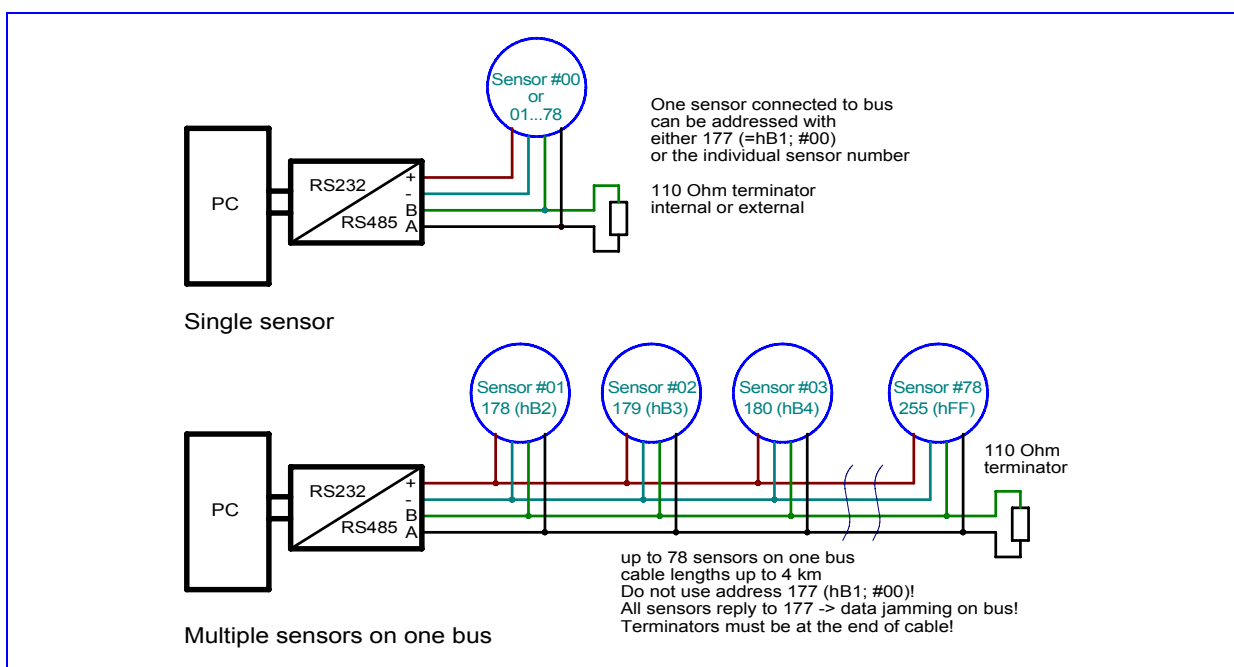 Sensor #00
or
01...78
One sensor connected to bus
can be addressed with
either 177 (=hB1; #00)
or the individual sensor number
110 Ohm terminator
internal or external
PC
RS232
RS485
+
-
B
A
Single sensor
Sensor #01
178 (hB2)
Sensor #02
179 (hB3)
Sensor #03
180 (hB4)
Sensor #78
255 (hFF)
110 Ohm
terminator
PC
RS232
RS485
+
-
B
A
up to 78 sensors on one bus
cable lengths up to 4 km
Do not use address 177 (hB1; #00)!
All sensors reply to 177 -> data jamming on bus!
Terminators must be at the end of cable!
Multiple sensors on one bus